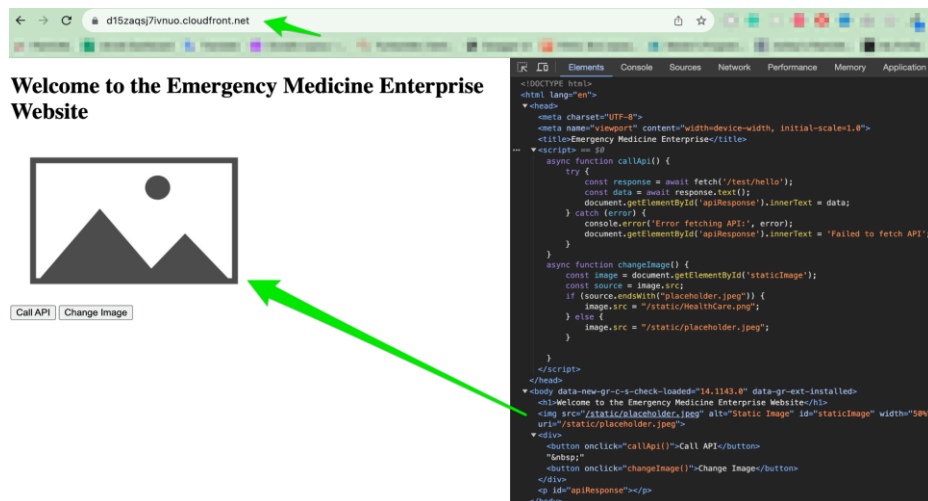 d15zaqsj7ivnuo.cloudfront.net
Welcome to the Emergency Medicine Enterprise
Website
Call API
Change Image
Elements Console Sources Network Performance Memory Application
<!DOCTYPE html>
<html lang="en">
▼<head>
<meta charset="UTF-8">
<meta name="viewport" content="width=device-width, initial-scale=1.0">
<title>Emergency Medicine Enterprise</title>
… ▼<script> == $0
async function callApi() {
try {
const response = await fetch('/test/hello');
const data = await response.text();
document.getElementById('apiResponse').innerText = data;
} catch (error) {
console.error('Error fetching API:', error);
document.getElementById('apiResponse').innerText = 'Failed to fetch API';
}
}
async function changeImage() {
const image = document.getElementById('staticImage');
const source = image.src;
if (source.endsWith("placeholder.jpeg")) {
image.src = "/static/HealthCare.png";
} else {
image.src = "/static/placeholder.jpeg";
}
}
</script>
</head>
▼<body data-new-gr-c-s-check-loaded="14.1143.0" data-gr-ext-installed>
<h1>Welcome to the Emergency Medicine Enterprise Website</h1>
<img src="/static/placeholder.jpeg" alt="Static Image" id="staticImage" width="50%"
uri="/static/placeholder.jpeg">
▼<div>
<button onclick="callApi()">Call API</button>
"&nbsp;"
<button onclick="changeImage()">Change Image</button>
</div>
<p id="apiResponse"></p>
</body>